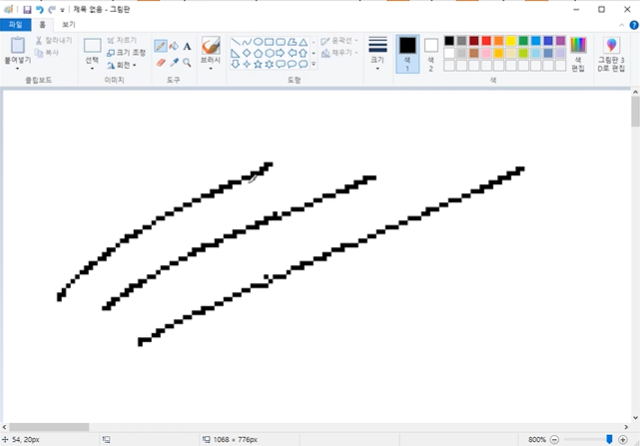 제목 없음 - 그림판
파일
홈
보기
붙여넣기
잘라내기
복사
클립보드
선택
자르기
크기 조정
회전
이미지
A
도구
브러시
윤곽선
채우기
도형
크기
색 1
색 2
색 편집
색
그림판 3D로 편집
54, 20px
1068 × 776px
800%